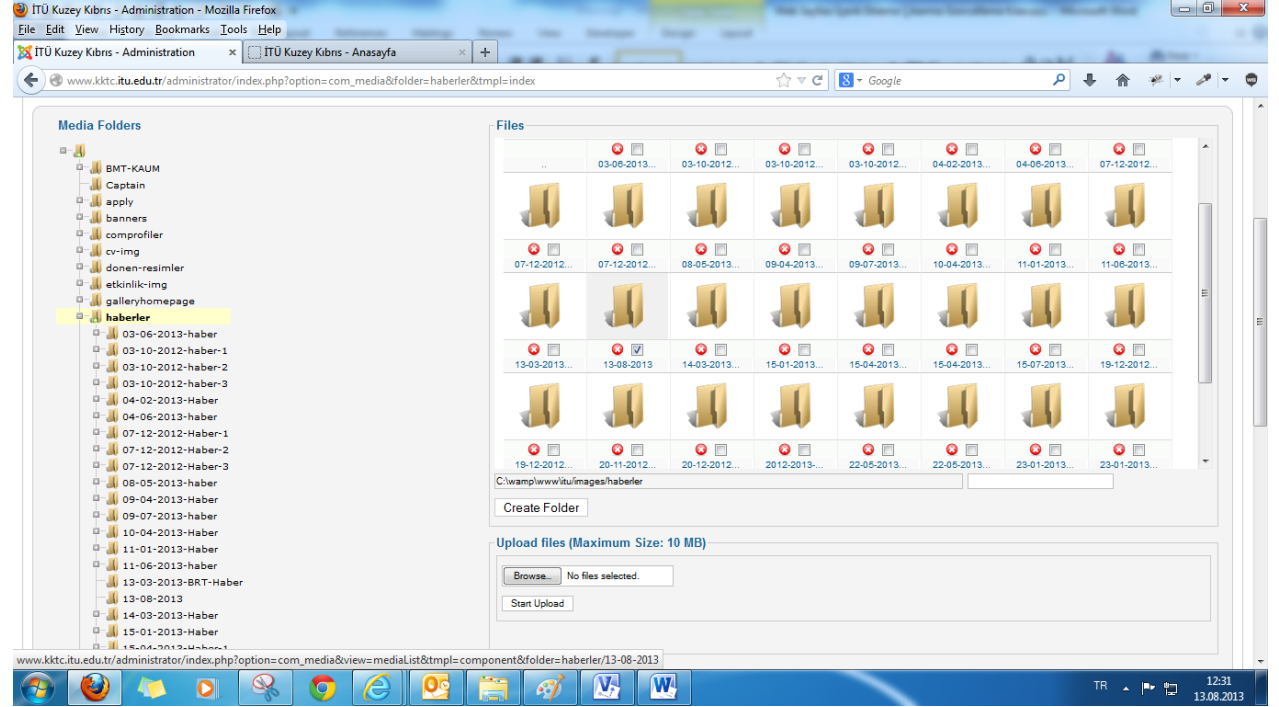 İTÜ Kuzey Kıbrıs - Administration - Mozilla Firefox
File Edit View History Bookmarks Tools Help
İTÜ Kuzey Kıbrıs - Administration × İTÜ Kuzey Kıbrıs - Anasayfa × +
www.kktc.itu.edu.tr/administrator/index.php?option=com_media&folder=haberler&tmpl=index Google
Media Folders
BMT-KAUM
Captain
apply
banners
comprofiler
cv-img
donen-resimler
etkinlik-img
galleryhomepage
haberler
03-06-2013-haber
03-10-2012-haber-1
03-10-2012-haber-2
03-10-2012-haber-3
04-02-2013-Haber
04-06-2013-haber
07-12-2012-Haber-1
07-12-2012-Haber-2
07-12-2012-Haber-3
08-05-2013-haber
09-04-2013-Haber
09-07-2013-haber
10-04-2013-Haber
11-01-2013-Haber
11-06-2013-haber
13-03-2013-BRT-Haber
13-08-2013
14-03-2013-Haber
15-01-2013-Haber
15-04-2013-Haber-1
Files
.. 03-06-2013... 03-10-2012... 03-10-2012... 03-10-2012... 04-02-2013... 04-06-2013... 07-12-2012...
07-12-2012... 07-12-2012... 08-05-2013... 09-04-2013... 09-07-2013... 10-04-2013... 11-01-2013... 11-06-2013...
13-03-2013... 13-08-2013 14-03-2013... 15-01-2013... 15-04-2013... 15-04-2013... 15-07-2013... 19-12-2012...
19-12-2012... 20-11-2012... 20-12-2012... 2012-2013-... 22-05-2013... 22-05-2013... 23-01-2013... 23-01-2013...
C:\wamp\www\itu/images/haberler
Create Folder
Upload files (Maximum Size: 10 MB)
Browse... No files selected.
Start Upload
www.kktc.itu.edu.tr/administrator/index.php?option=com_media&view=mediaList&tmpl=component&folder=haberler/13-08-2013
TR 12:31
13.08.2013